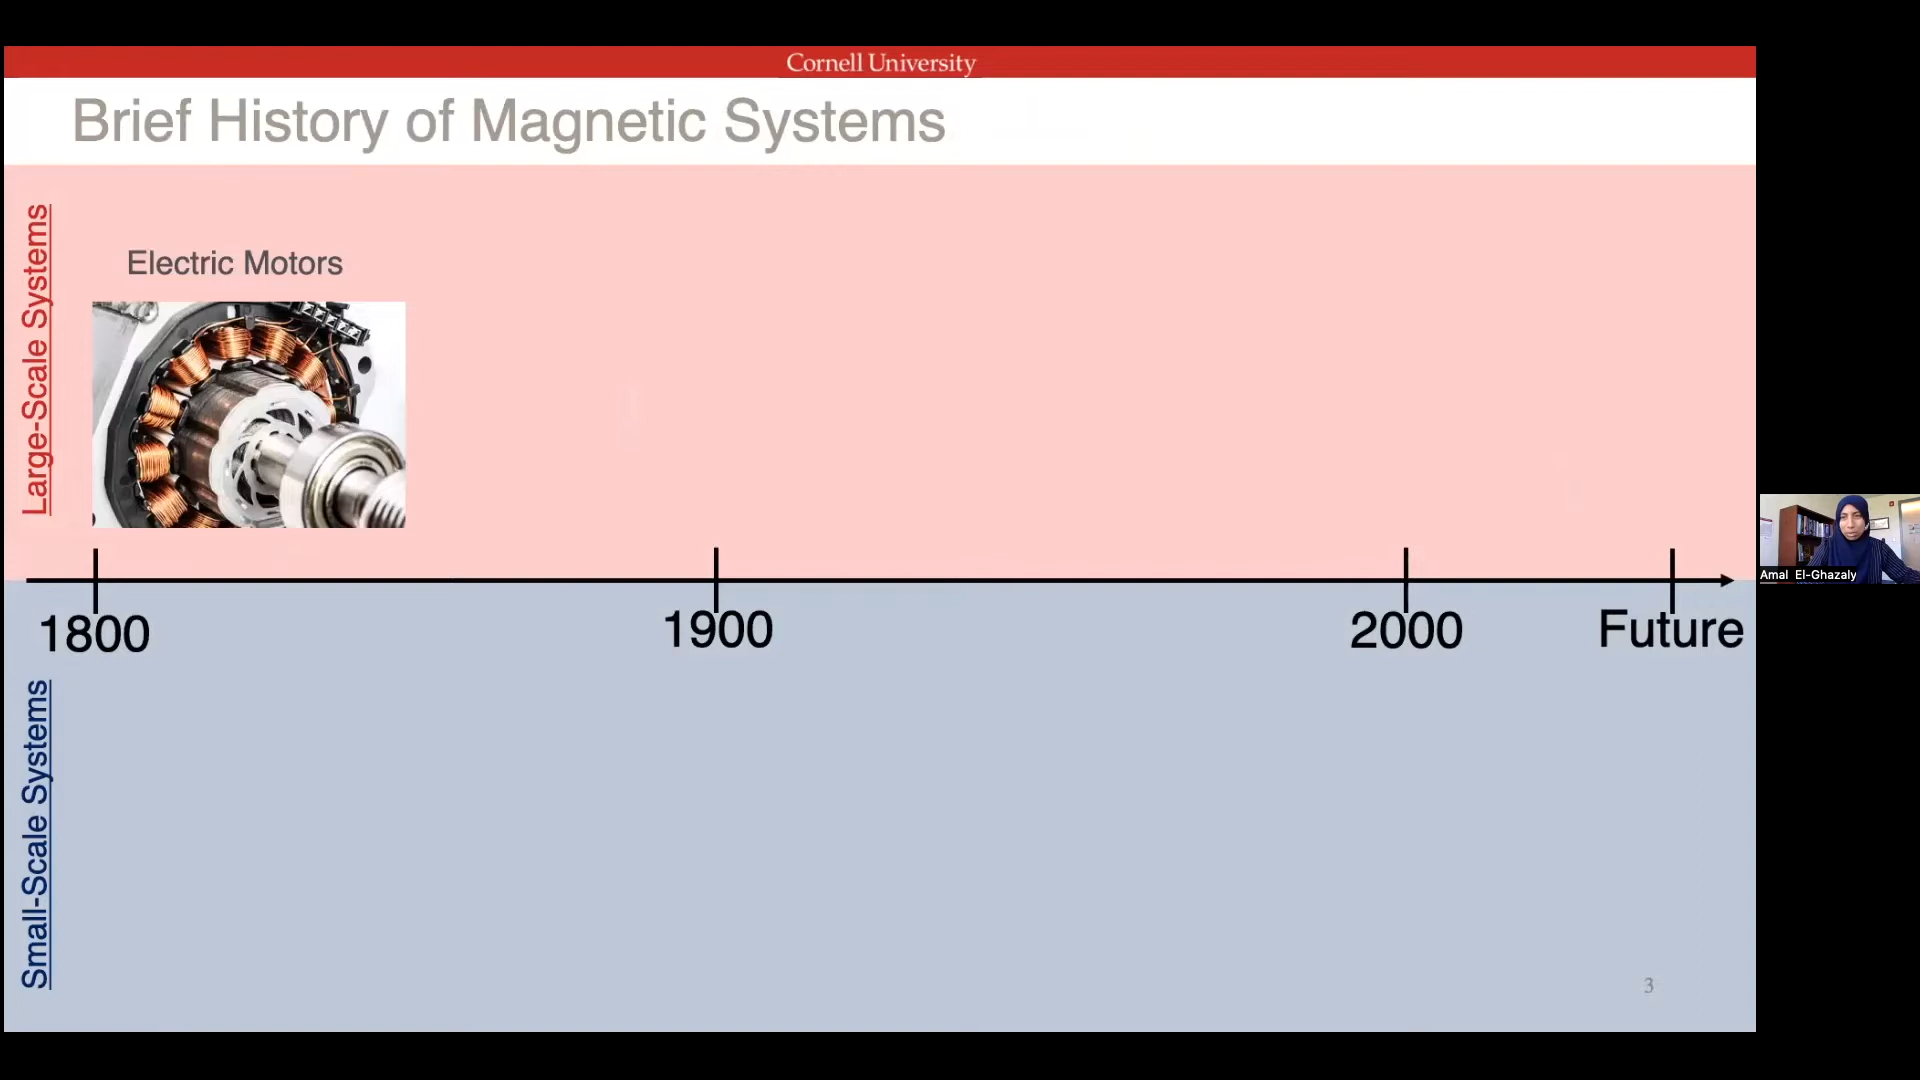 Cornell University
Brief History of Magnetic Systems
Large-Scale Systems
Electric Motors
1800
1900
2000
Future
Small-Scale Systems
3
Amal El-Ghazaly